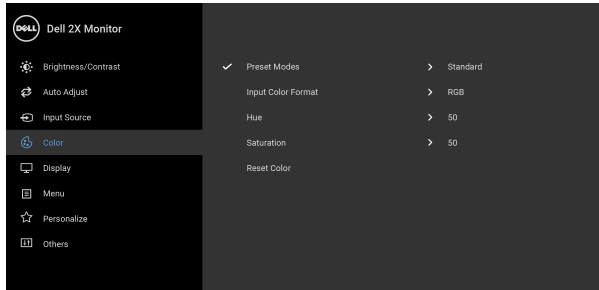 DELL Dell 2X Monitor
Brightness/Contrast
Auto Adjust
Input Source
Color
Display
Menu
Personalize
Others
Preset Modes Standard
Input Color Format RGB
Hue 50
Saturation 50
Reset Color